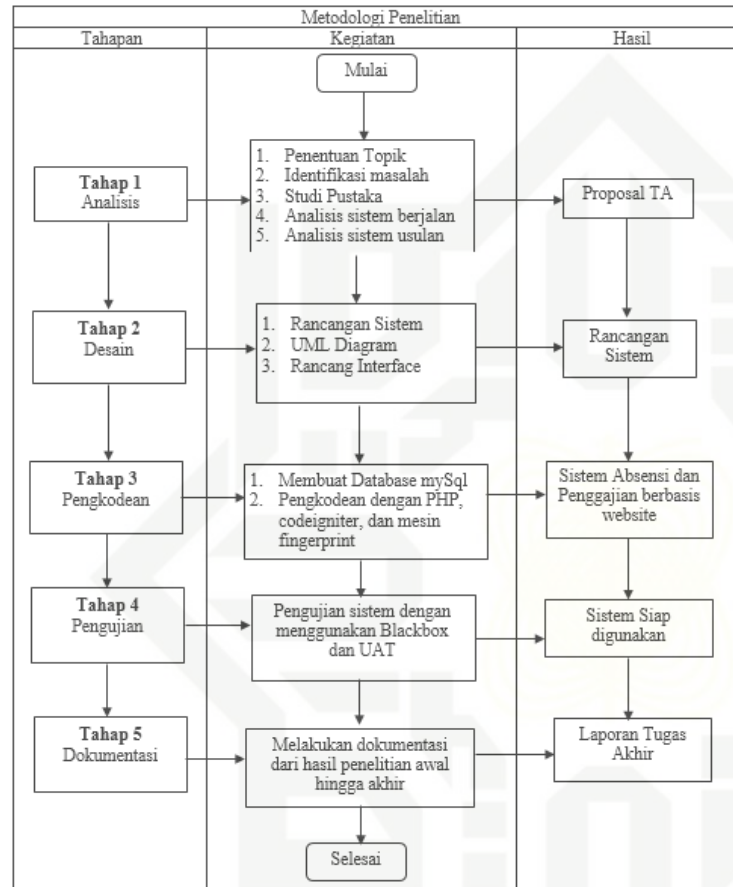 Metodologi Penelitian
Tahapan
Kegiatan
Hasil
Mulai
Tahap 1
Analisis
1. Penentuan Topik
2. Identifikasi masalah
3. Studi Pustaka
4. Analisis sistem berjalan
5. Analisis sistem usulan
Proposal TA
Tahap 2
Desain
1. Rancangan Sistem
2. UML Diagram
3. Rancang Interface
Rancangan
Sistem
Tahap 3
Pengkodean
1. Membuat Database mySql
2. Pengkodean dengan PHP,
codeigniter, dan mesin
fingerprint
Sistem Absensi dan
Penggajian berbasis
website
Tahap 4
Pengujian
Pengujian sistem dengan
menggunakan Blackbox
dan UAT
Sistem Siap
digunakan
Tahap 5
Dokumentasi
Melakukan dokumentasi
dari hasil penelitian awal
hingga akhir
Laporan Tugas
Akhir
Selesai